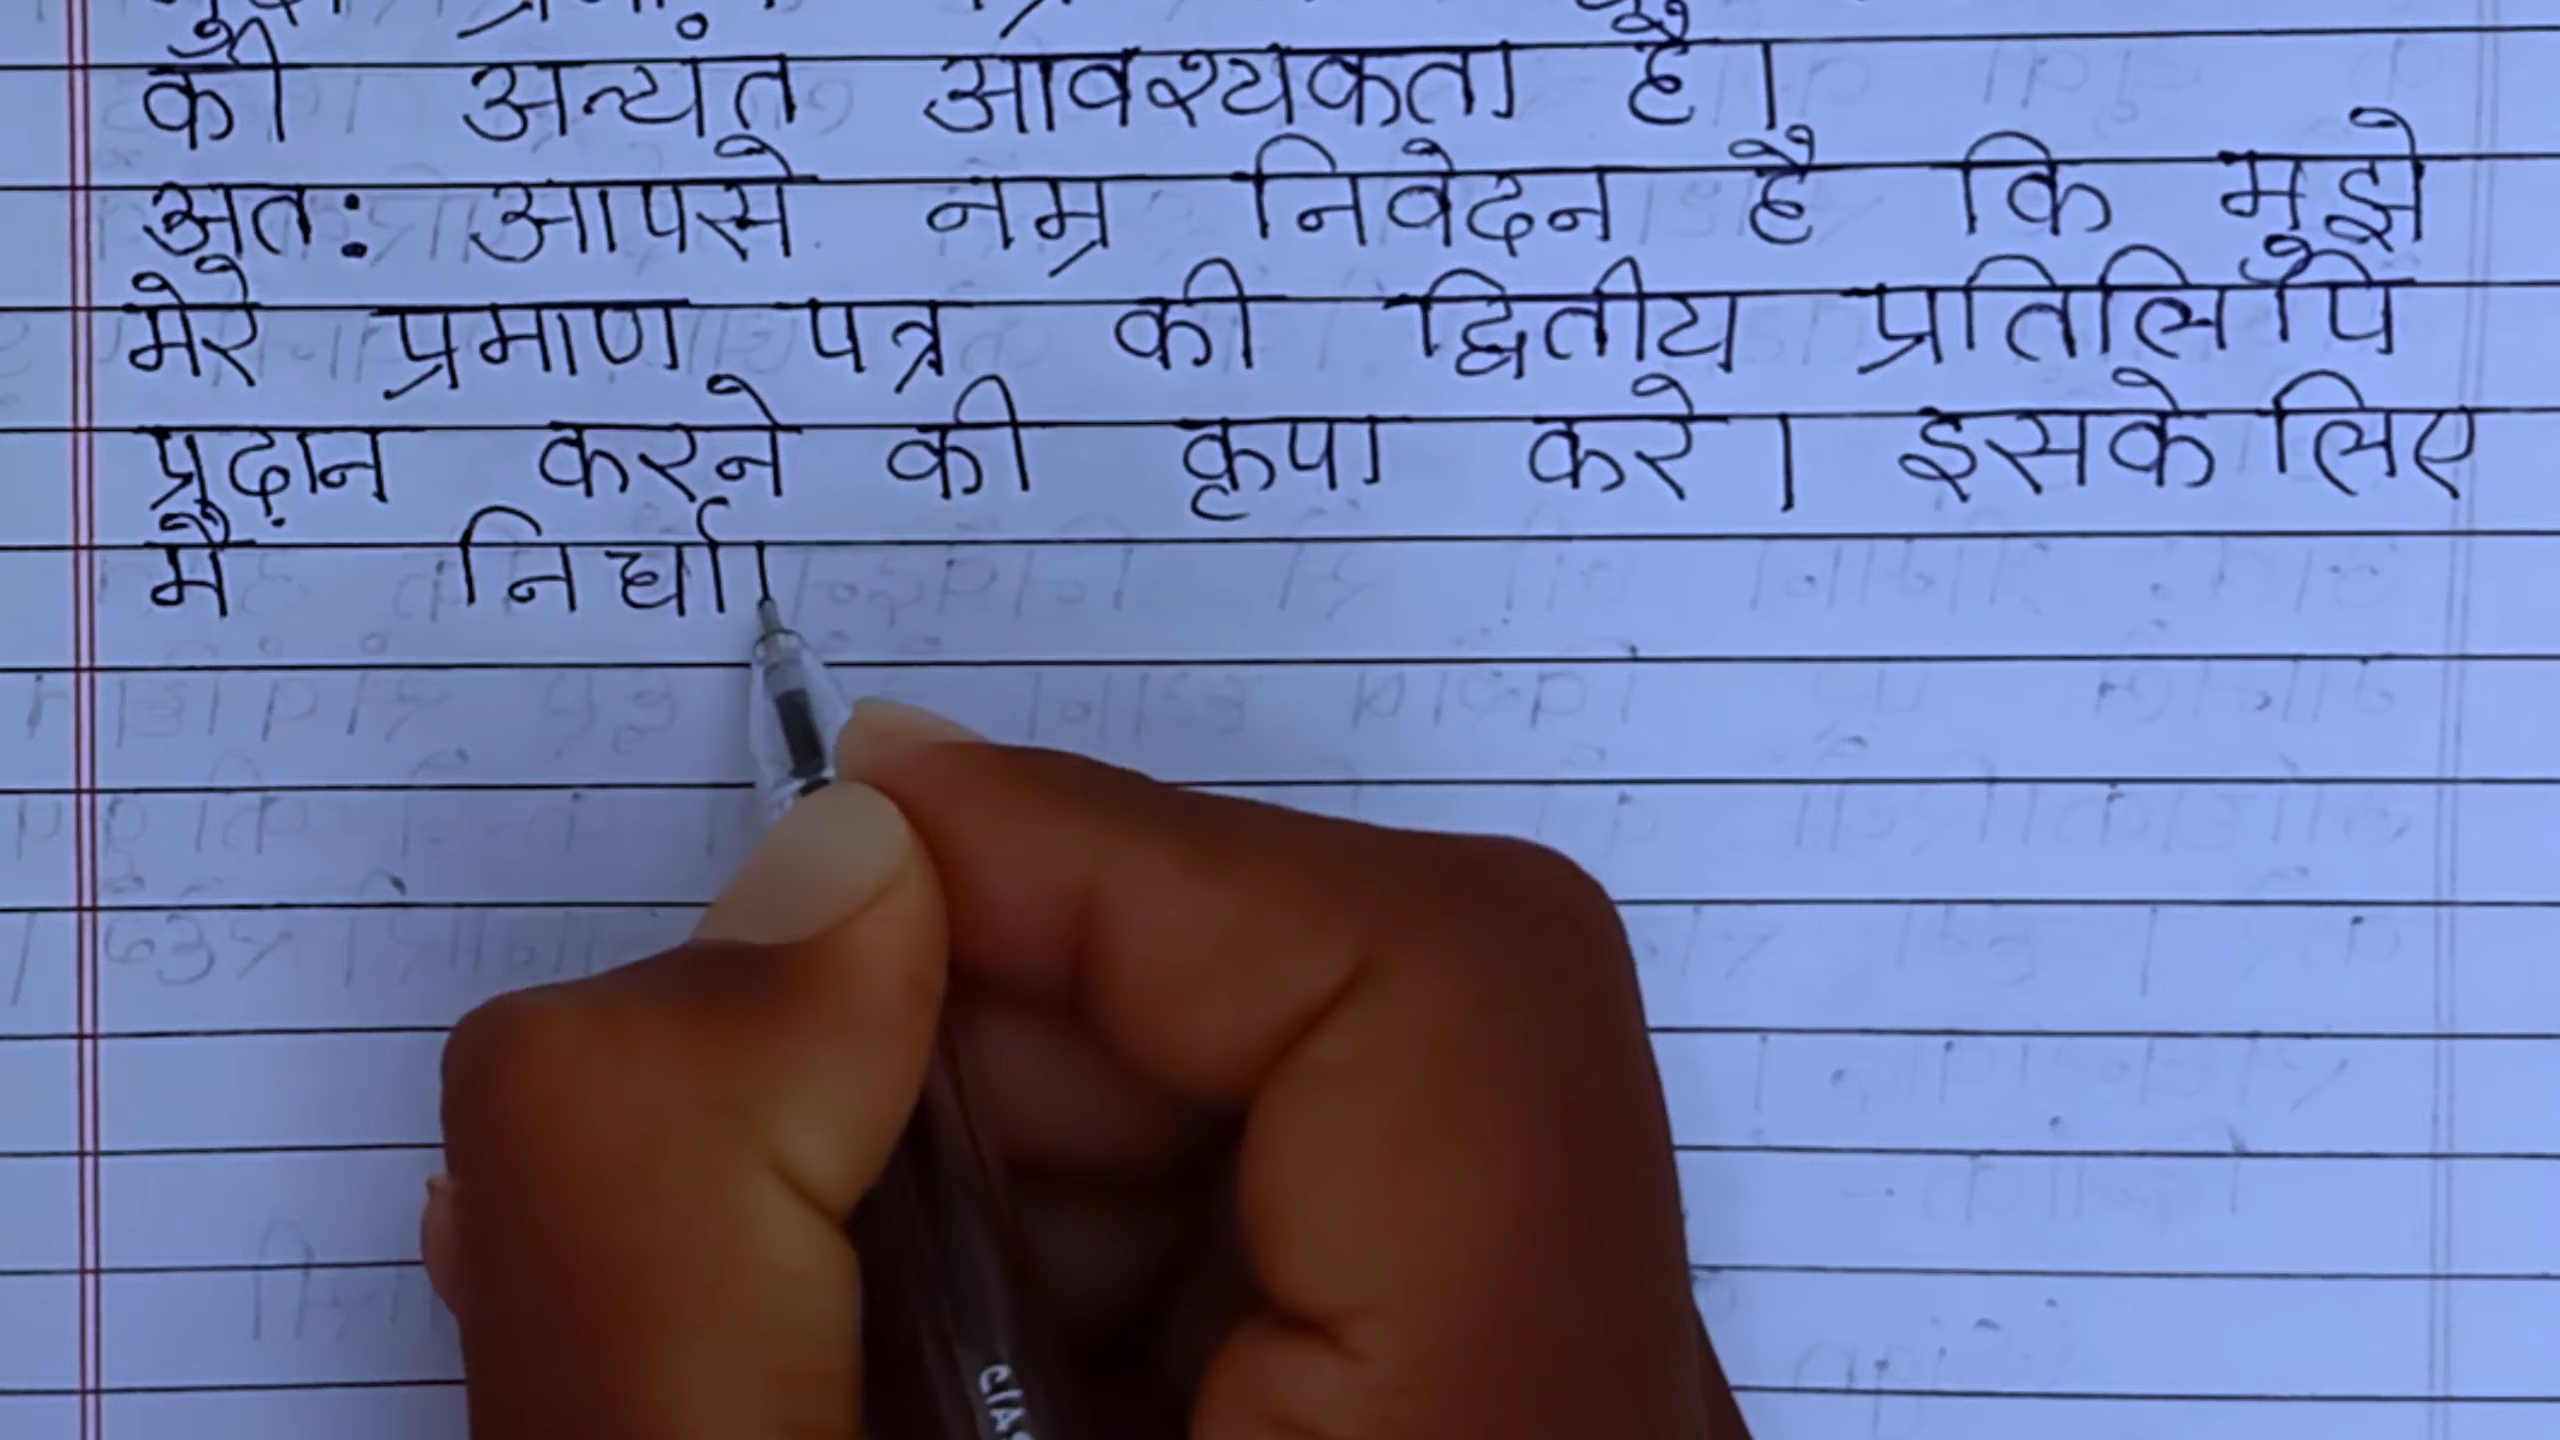 की अत्यंत आवश्यकता है।
अतः आपसे नम्र निवेदन है कि मुझे
मेरे प्रमाण पत्र की द्वितीय प्रतिलिपि
प्रदान करने की कृपा करे। इसके लिए
मै निर्धा